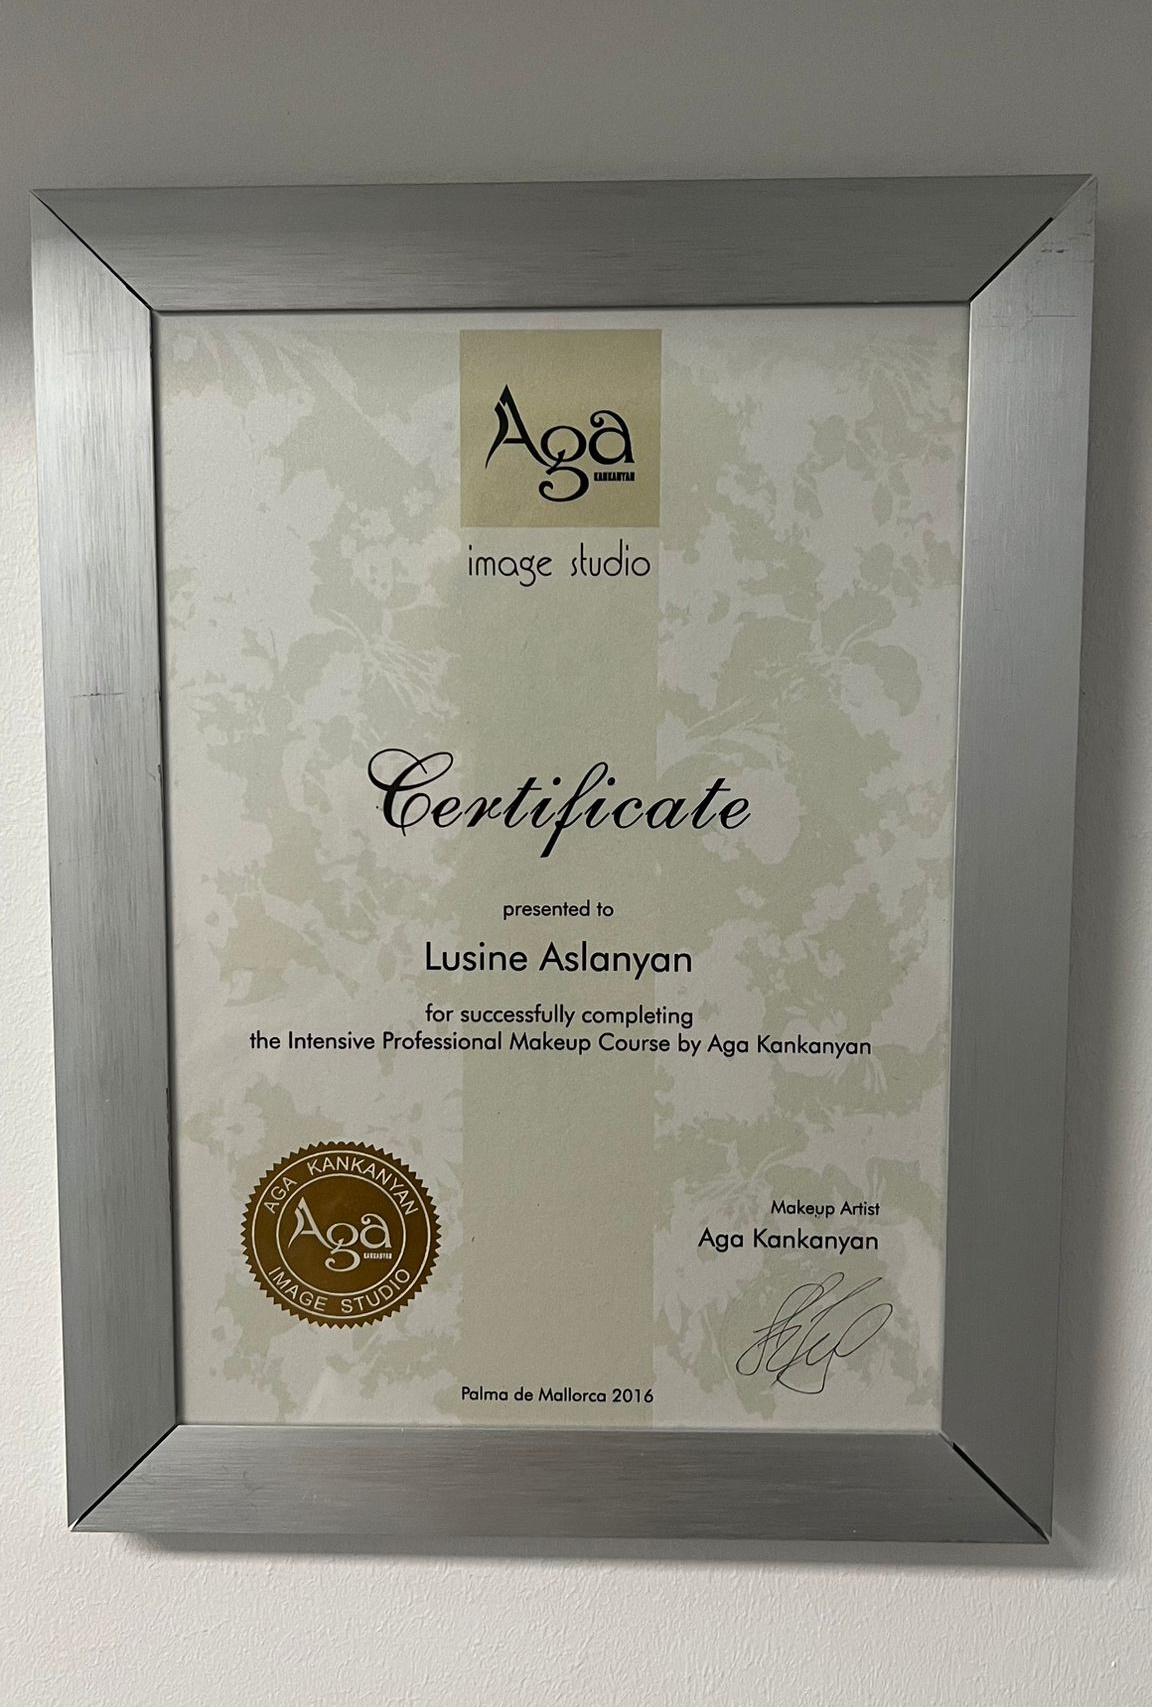 Aga
KANKANYAN
image studio
Certificate
presented to
Lusine Aslanyan
for successfully completing
the Intensive Professional Makeup Course by Aga Kankanyan
AGA KANKANYAN
Aga
KANKANYAN
IMAGE STUDIO
Makeup Artist
Aga Kankanyan
Palma de Mallorca 2016